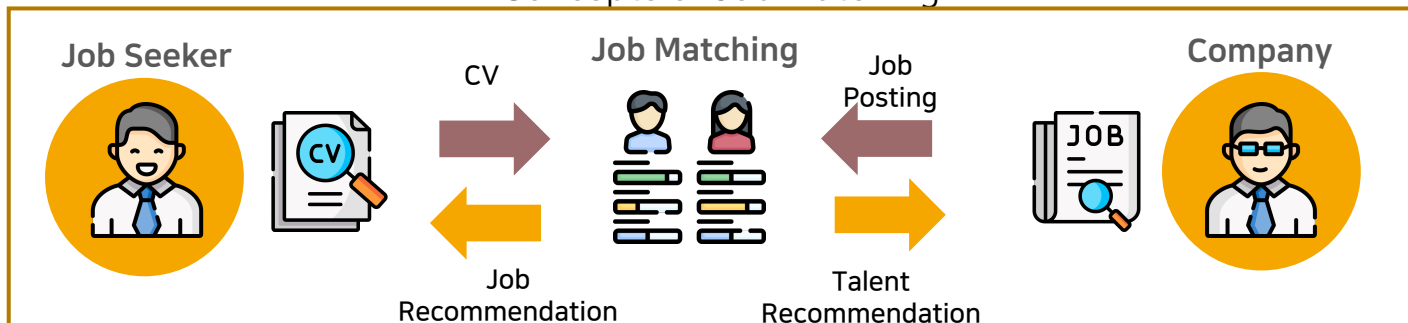 Job Seeker
CV
Job Matching
Job
Posting
Company
CV
JOB
Job
Recommendation
Talent
Recommendation